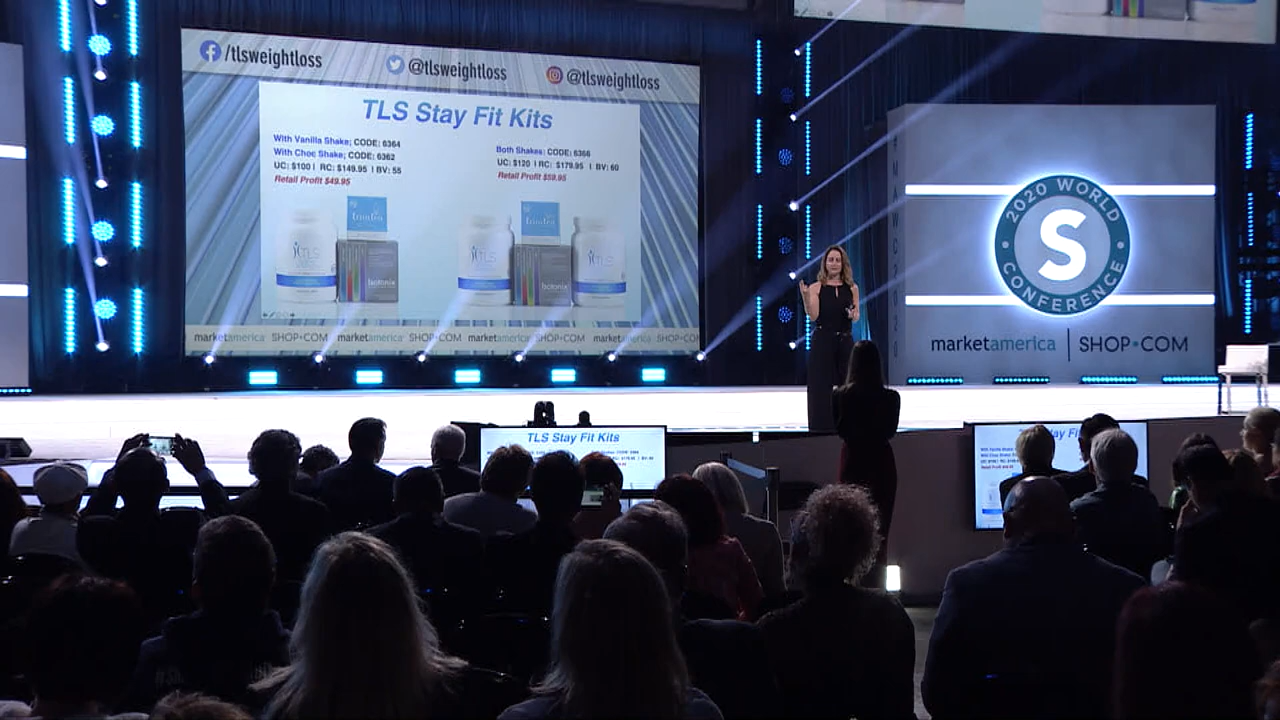 /tlsweightloss
@tlsweightloss
@tlsweightloss
TLS Stay Fit Kits
With Vanilla Shake; CODE: 6364
With Choc Shake; CODE: 6362
UC: $100 | RC: $149.95 | BV: 55
Retail Profit $49.95
Both Shakes; CODE: 6366
UC: $120 | RC: $179.95 | BV: 60
Retail Profit $59.95
TLS
Isotonix
TLS
Isotonix
TLS
marketamerica SHOP•COM marketamerica SHOP•COM marketamerica SHOP•COM
2020 WORLD
S
CONFERENCE
marketamerica | SHOP•COM
TLS Stay Fit Kits